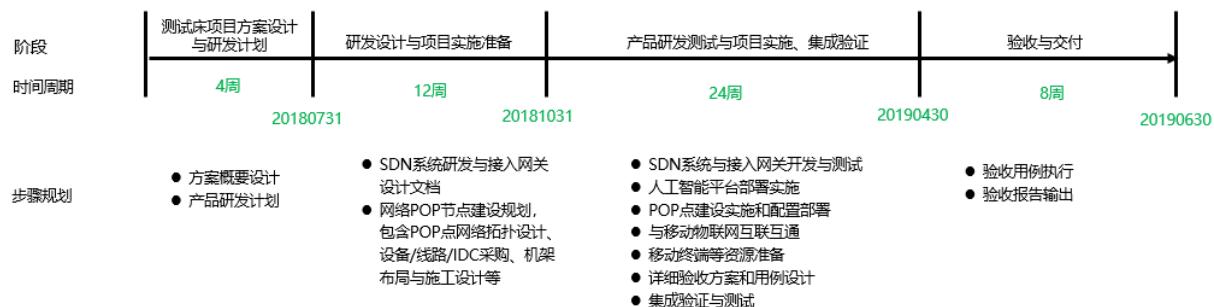 阶段
测试床项目方案设计
与研发计划
研发设计与项目实施准备
产品研发测试与项目实施、集成验证
验收与交付
时间周期
4周
12周
24周
8周
20180731
20181031
20190430
20190630
步骤规划
● 方案概要设计
● 产品研发计划
● SDN系统研发与接入网关
设计文档
● 网络POP节点建设规划,
包含POP点网络拓扑设计、
设备/线路/IDC采购、机架
布局与施工设计等
● SDN系统与接入网关开发与测试
● 人工智能平台部署实施
● POP点建设实施和配置部署
● 与移动物联网互联互通
● 移动终端等资源准备
● 详细验收方案和用例设计
● 集成验证与测试
● 验收用例执行
● 验收报告输出